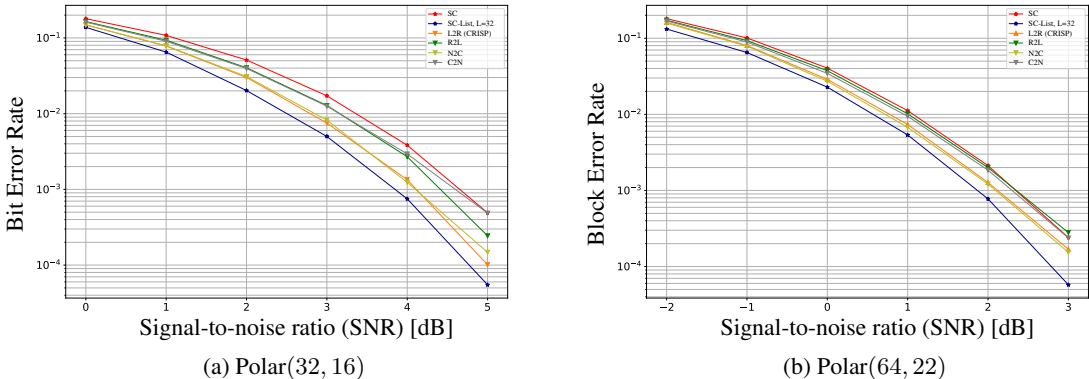 Bit Error Rate
10⁻¹
10⁻²
10⁻³
10⁻⁴
0 1 2 3 4 5
Signal-to-noise ratio (SNR) [dB]
SC
SC-List, L=32
L2R (CRISP)
R2L
N2C
C2N
(a) Polar(32, 16)
Block Error Rate
10⁻¹
10⁻²
10⁻³
10⁻⁴
−2 −1 0 1 2 3
Signal-to-noise ratio (SNR) [dB]
SC
SC-List, L=32
L2R (CRISP)
R2L
N2C
C2N
(b) Polar(64, 22)